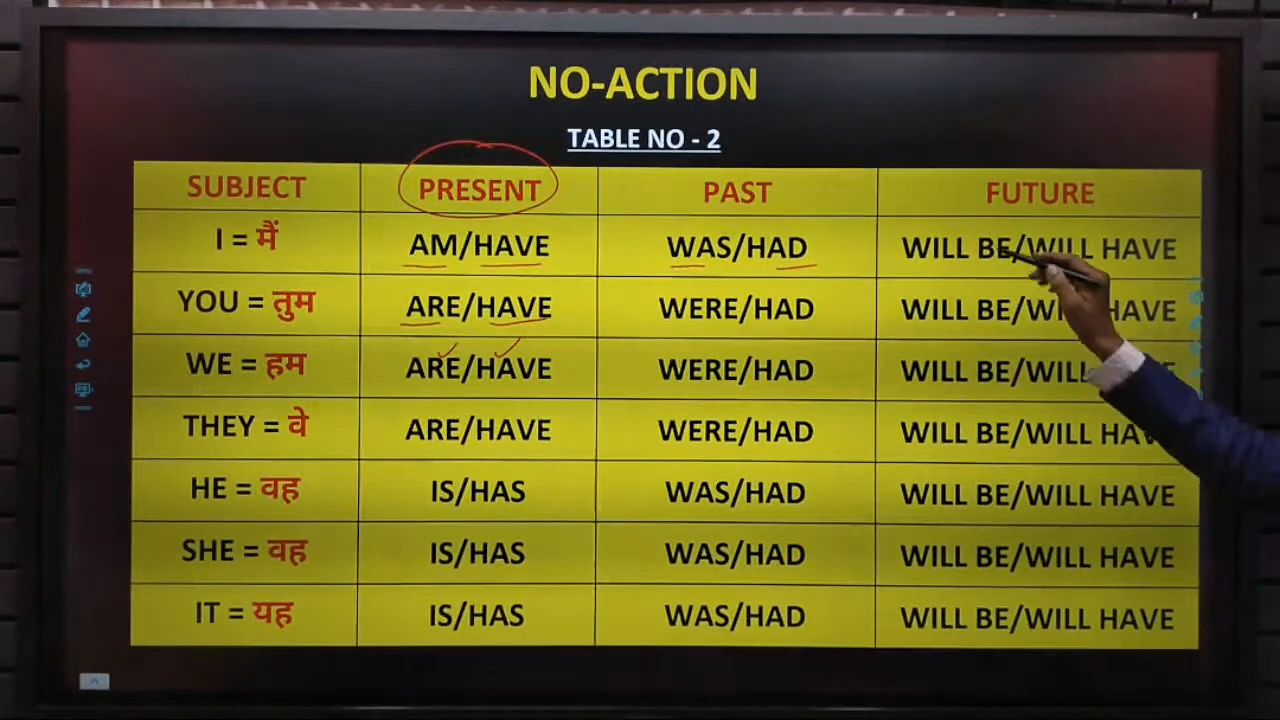 NO-ACTION
TABLE NO - 2
SUBJECT PRESENT PAST FUTURE
I = मैं AM/HAVE WAS/HAD WILL BE/WILL HAVE
YOU = तुम ARE/HAVE WERE/HAD WILL BE/WILL HAVE
WE = हम ARE/HAVE WERE/HAD WILL BE/WILL
THEY = वे ARE/HAVE WERE/HAD WILL BE/WILL HAVE
HE = वह IS/HAS WAS/HAD WILL BE/WILL HAVE
SHE = वह IS/HAS WAS/HAD WILL BE/WILL HAVE
IT = यह IS/HAS WAS/HAD WILL BE/WILL HAVE